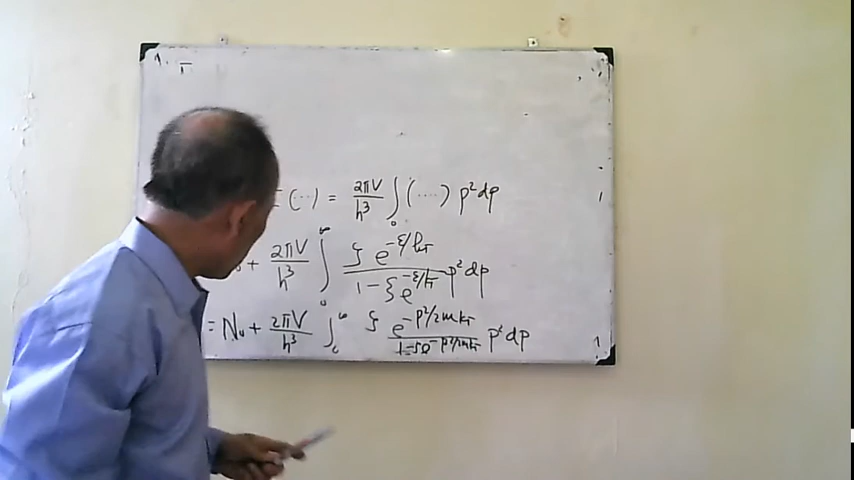 (...) = 2πV/h³ ∫₀ (....) p² dp
+ 2πV/h³ ∫₀^∞ ξ e^(-ε/kT) / (1 - ξ e^(-ε/kT)) p² dp
= N₀ + 2πV/h³ ∫₀^∞ ξ e^(-p²/2mkT) / (1 - ξ e^(-p²/2mkT)) p² dp